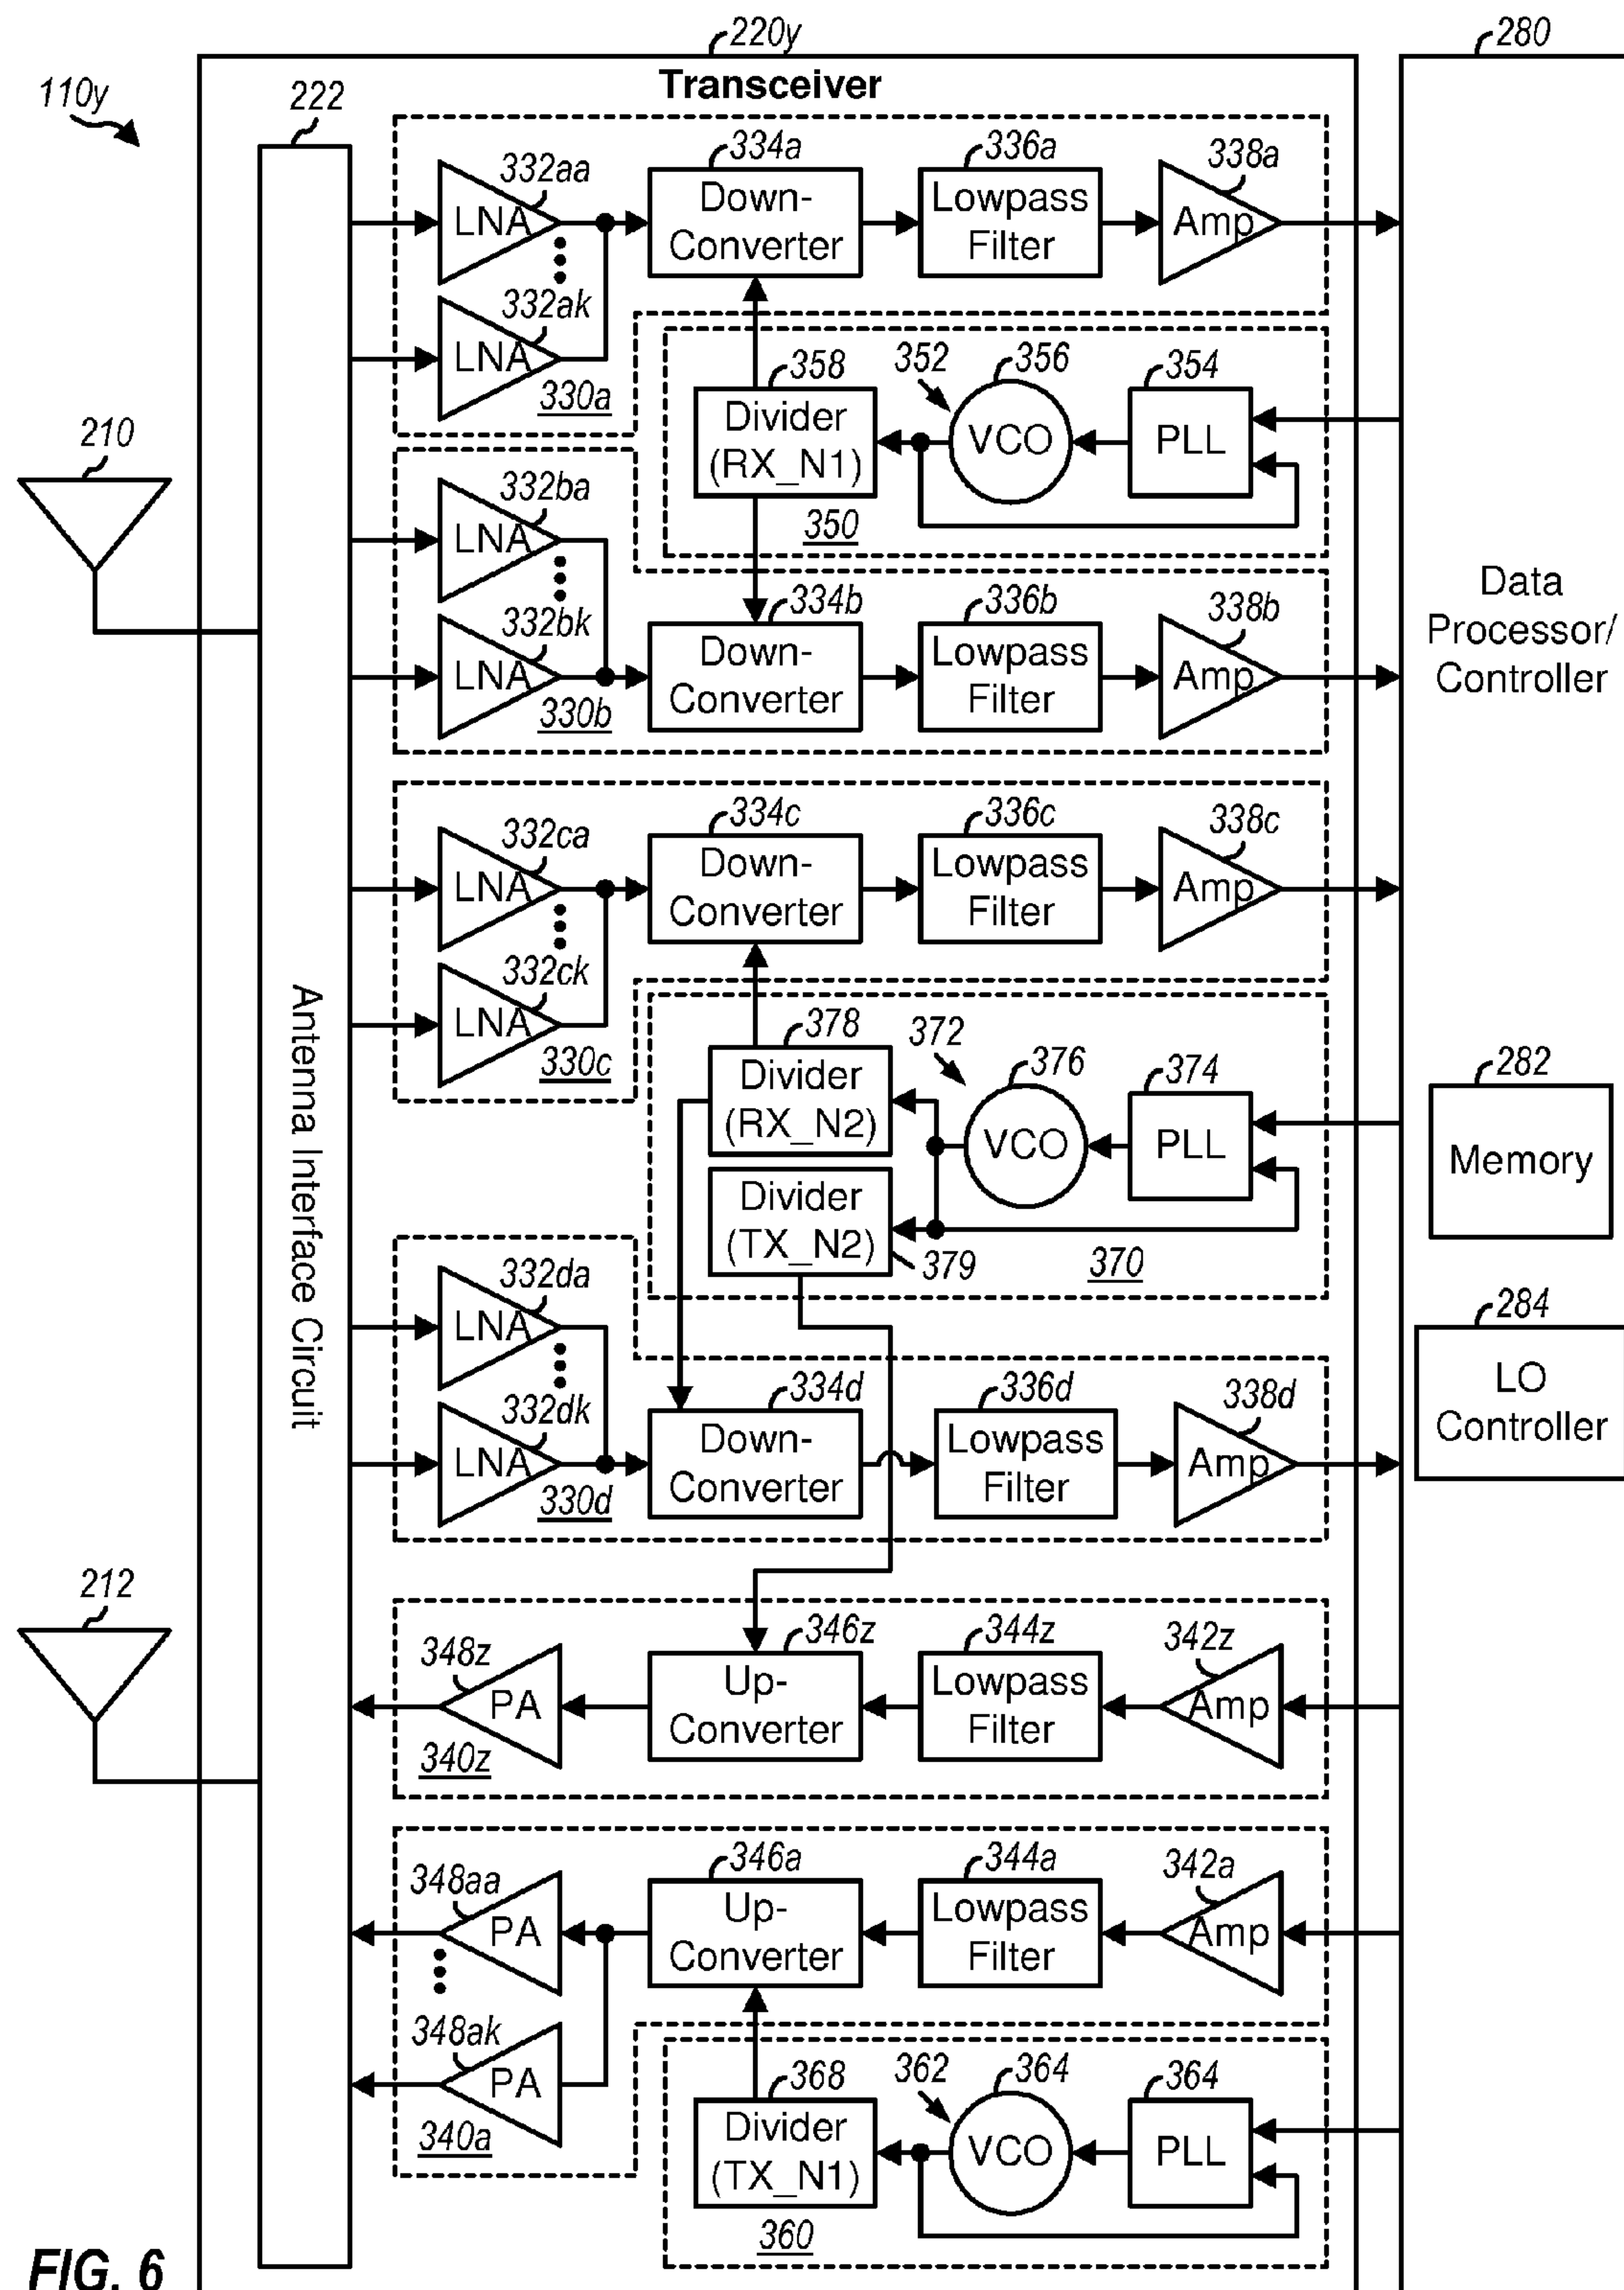 220y
280
110y
222
Transceiver
332aa
LNA
334a
Down-
Converter
336a
Lowpass
Filter
338a
Amp
332ak
LNA
330a
358
Divider
(RX_N1)
352
356
VCO
354
PLL
350
210
332ba
LNA
332bk
LNA
330b
334b
Down-
Converter
336b
Lowpass
Filter
338b
Amp
Data
Processor/
Controller
332ca
LNA
334c
Down-
Converter
336c
Lowpass
Filter
338c
Amp
332ck
LNA
330c
Antenna Interface Circuit
378
Divider
(RX_N2)
372
376
VCO
374
PLL
Divider
(TX_N2)
379
370
282
Memory
284
LO
Controller
332da
LNA
332dk
LNA
330d
334d
Down-
Converter
336d
Lowpass
Filter
338d
Amp
212
348z
PA
340z
346z
Up-
Converter
344z
Lowpass
Filter
342z
Amp
348aa
PA
346a
Up-
Converter
344a
Lowpass
Filter
342a
Amp
348ak
PA
340a
368
Divider
(TX_N1)
362
364
VCO
364
PLL
360
FIG. 6